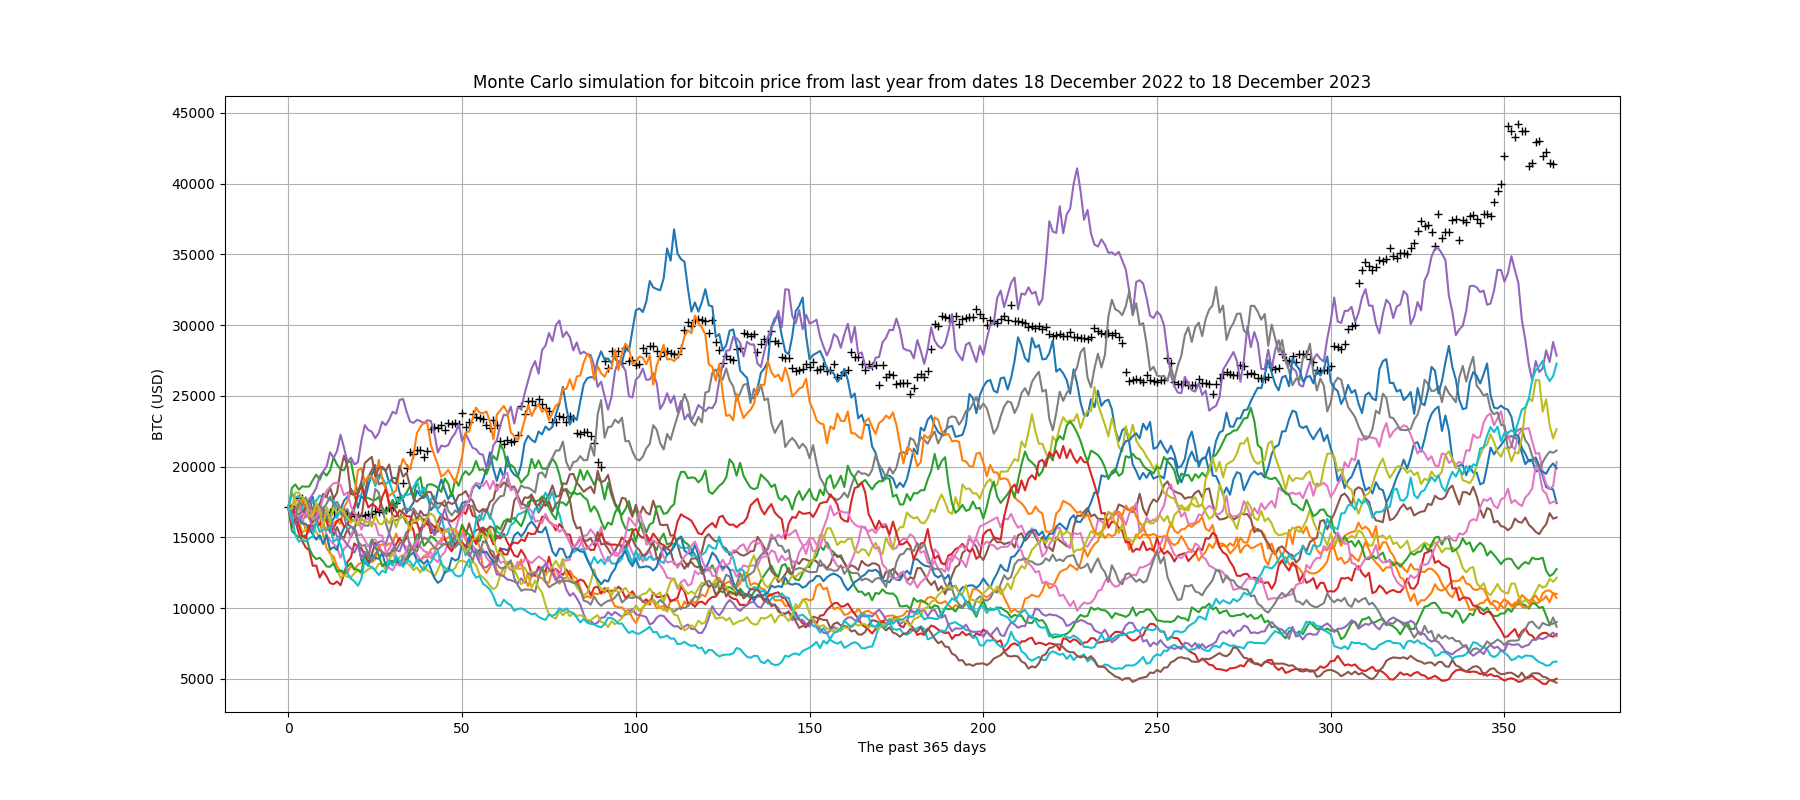 Monte Carlo simulation for bitcoin price from last year from dates 18 December 2022 to 18 December 2023
45000
40000
35000
30000
25000
20000
15000
10000
5000
BTC (USD)
0 50 100 150 200 250 300 350
The past 365 days